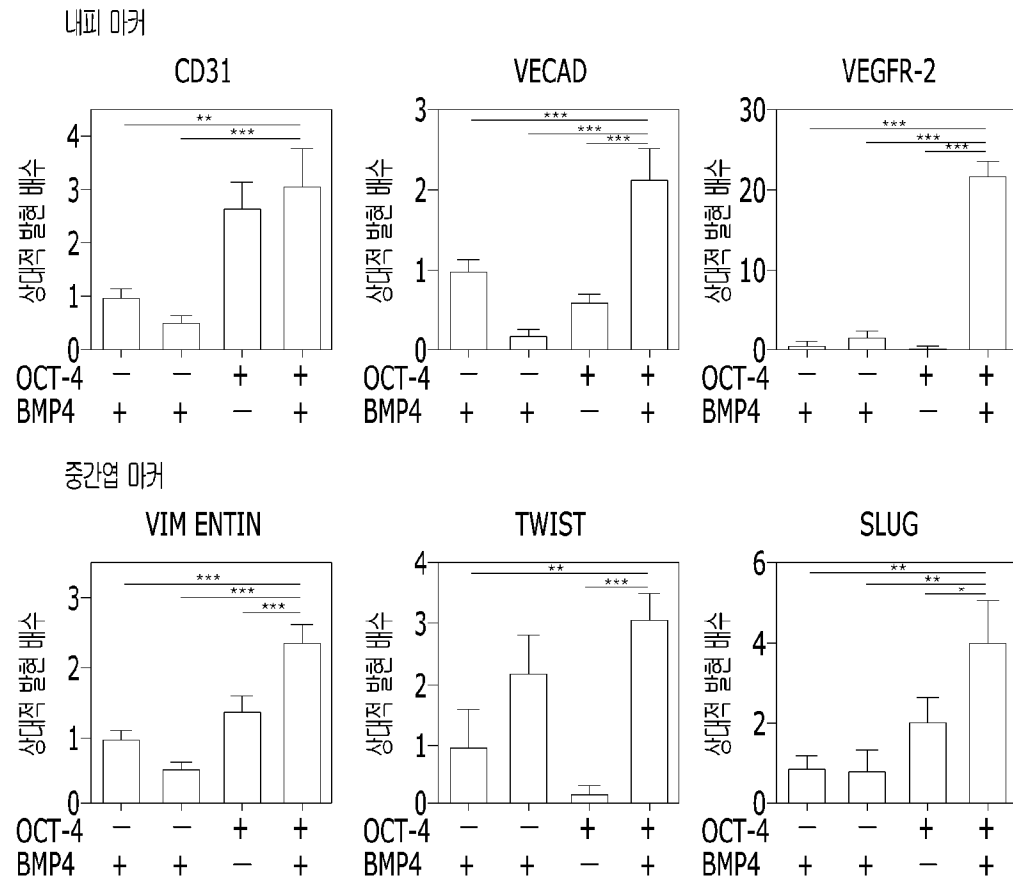 내피 마커
CD31 VECAD VEGFR-2
상대적 발현 배수
4
3
2
1
0
** ***
OCT-4 — — + +
BMP4 + + — +
상대적 발현 배수
3
2
1
0
*** *** ***
OCT-4 — — + +
BMP4 + + — +
상대적 발현 배수
30
20
10
0
*** *** ***
OCT-4 — — + +
BMP4 + + — +
중간엽 마커
VIM ENTIN TWIST SLUG
상대적 발현 배수
3
2
1
0
*** *** ***
OCT-4 — — + +
BMP4 + + — +
상대적 발현 배수
4
3
2
1
0
** ***
OCT-4 — — + +
BMP4 + + — +
상대적 발현 배수
6
4
2
0
** ** *
OCT-4 — — + +
BMP4 + + — +